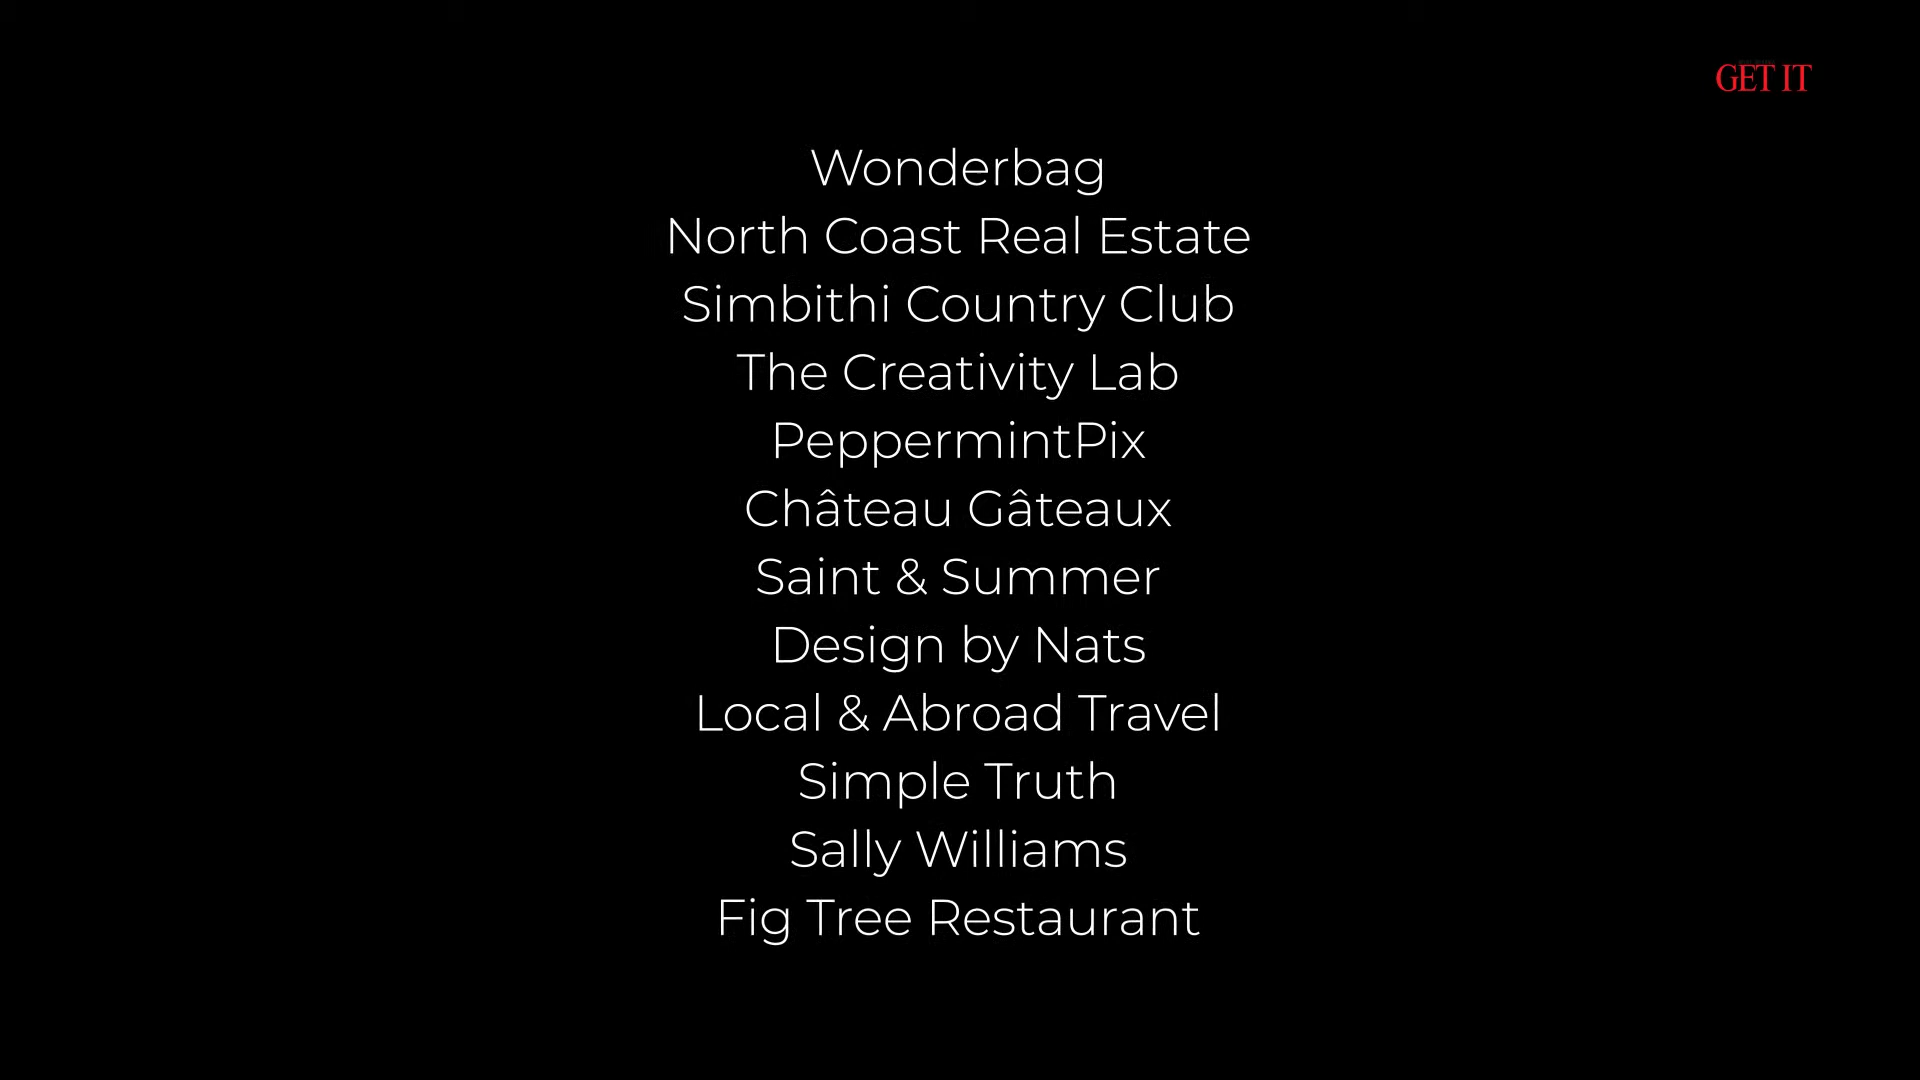 GET IT
Wonderbag
North Coast Real Estate
Simbithi Country Club
The Creativity Lab
PeppermintPix
Château Gâteaux
Saint & Summer
Design by Nats
Local & Abroad Travel
Simple Truth
Sally Williams
Fig Tree Restaurant